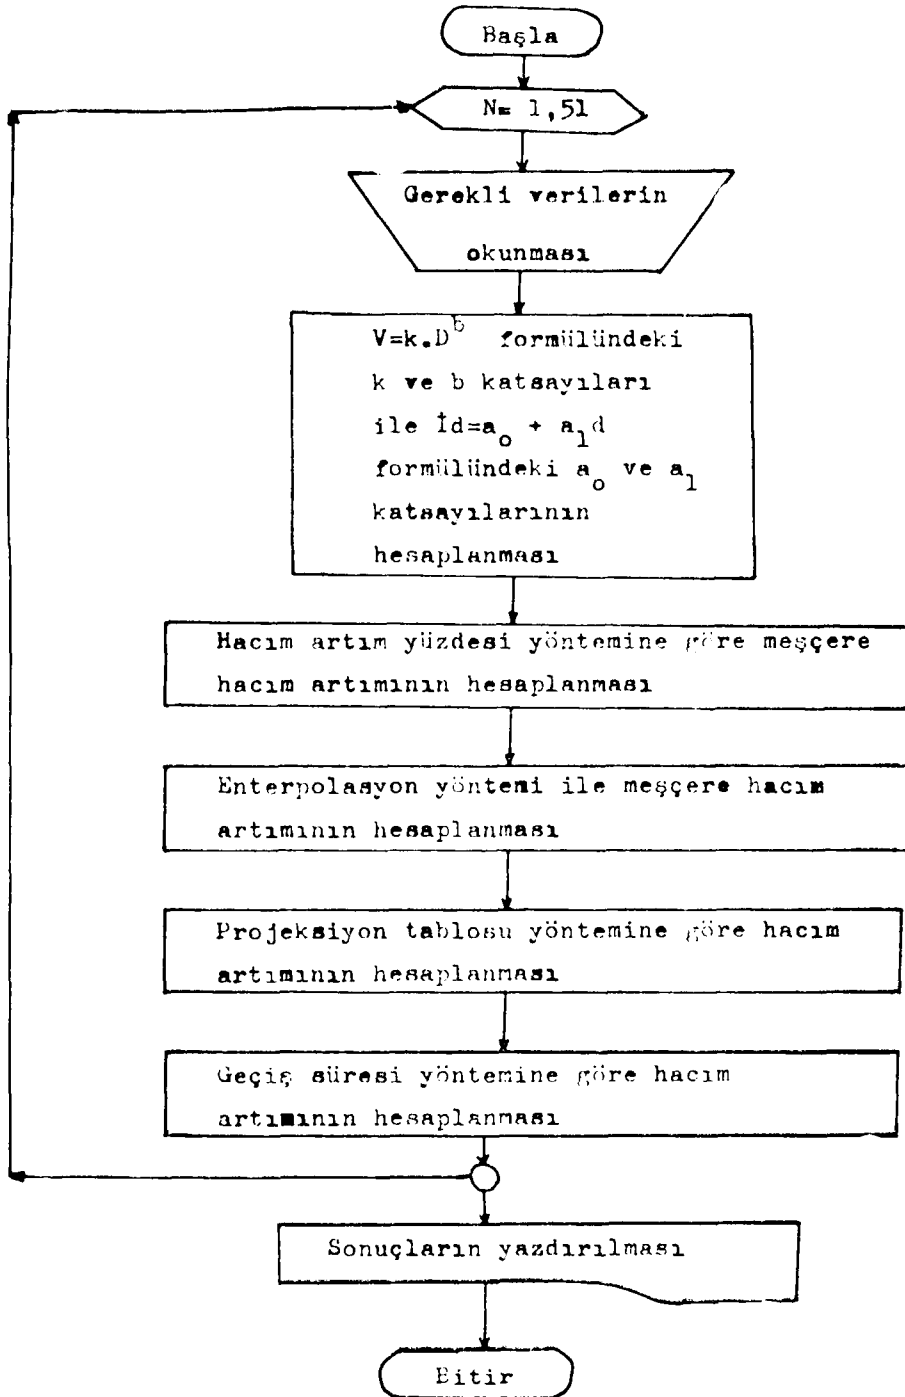 Başla
N= 1,51
Gerekli verilerin
okunması
V=k.D^b formülündeki
k ve b katsayıları
ile İd=a_o + a_1d
formülündeki a_o ve a_1
katsayılarının
hesaplanması
Hacım artım yüzdesi yöntemine göre meşçere
hacım artımının hesaplanması
Enterpolasyon yöntemi ile meşçere hacım
artımının hesaplanması
Projeksiyon tablosu yöntemine göre hacım
artımının hesaplanması
Geçiş süresi yöntemine göre hacım
artımının hesaplanması
Sonuçların yazdırılması
Bitir